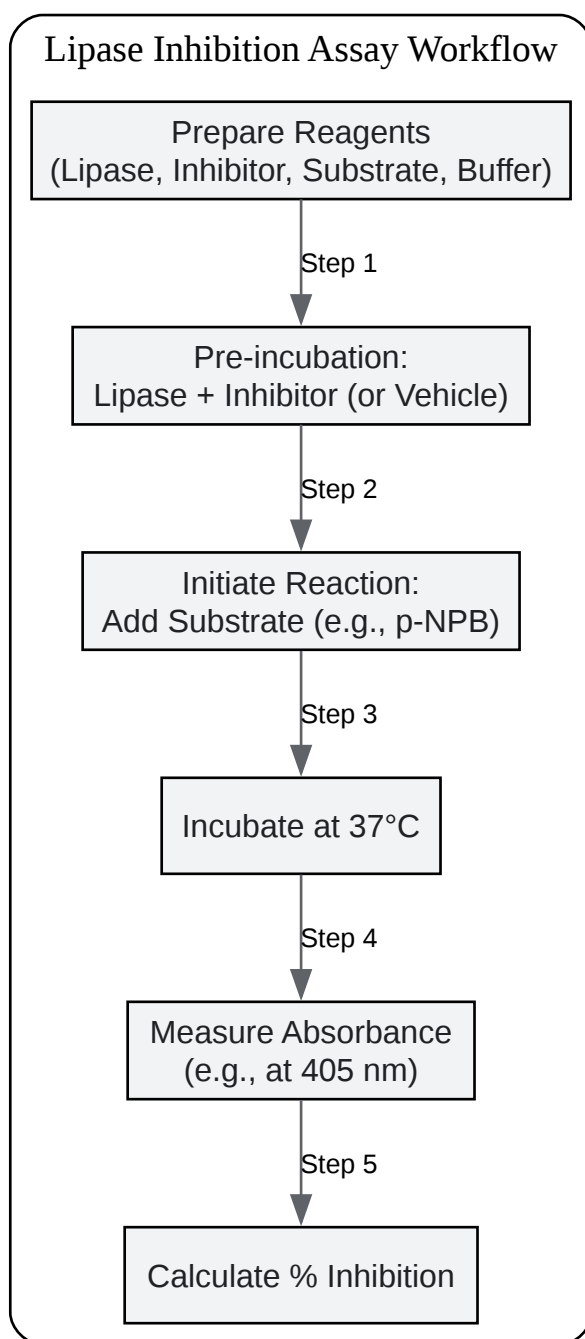 Lipase Inhibition Assay Workflow
Prepare Reagents
(Lipase, Inhibitor, Substrate, Buffer)
Step 1
Pre-incubation:
Lipase + Inhibitor (or Vehicle)
Step 2
Initiate Reaction:
Add Substrate (e.g., p-NPB)
Step 3
Incubate at 37°C
Step 4
Measure Absorbance
(e.g., at 405 nm)
Step 5
Calculate % Inhibition